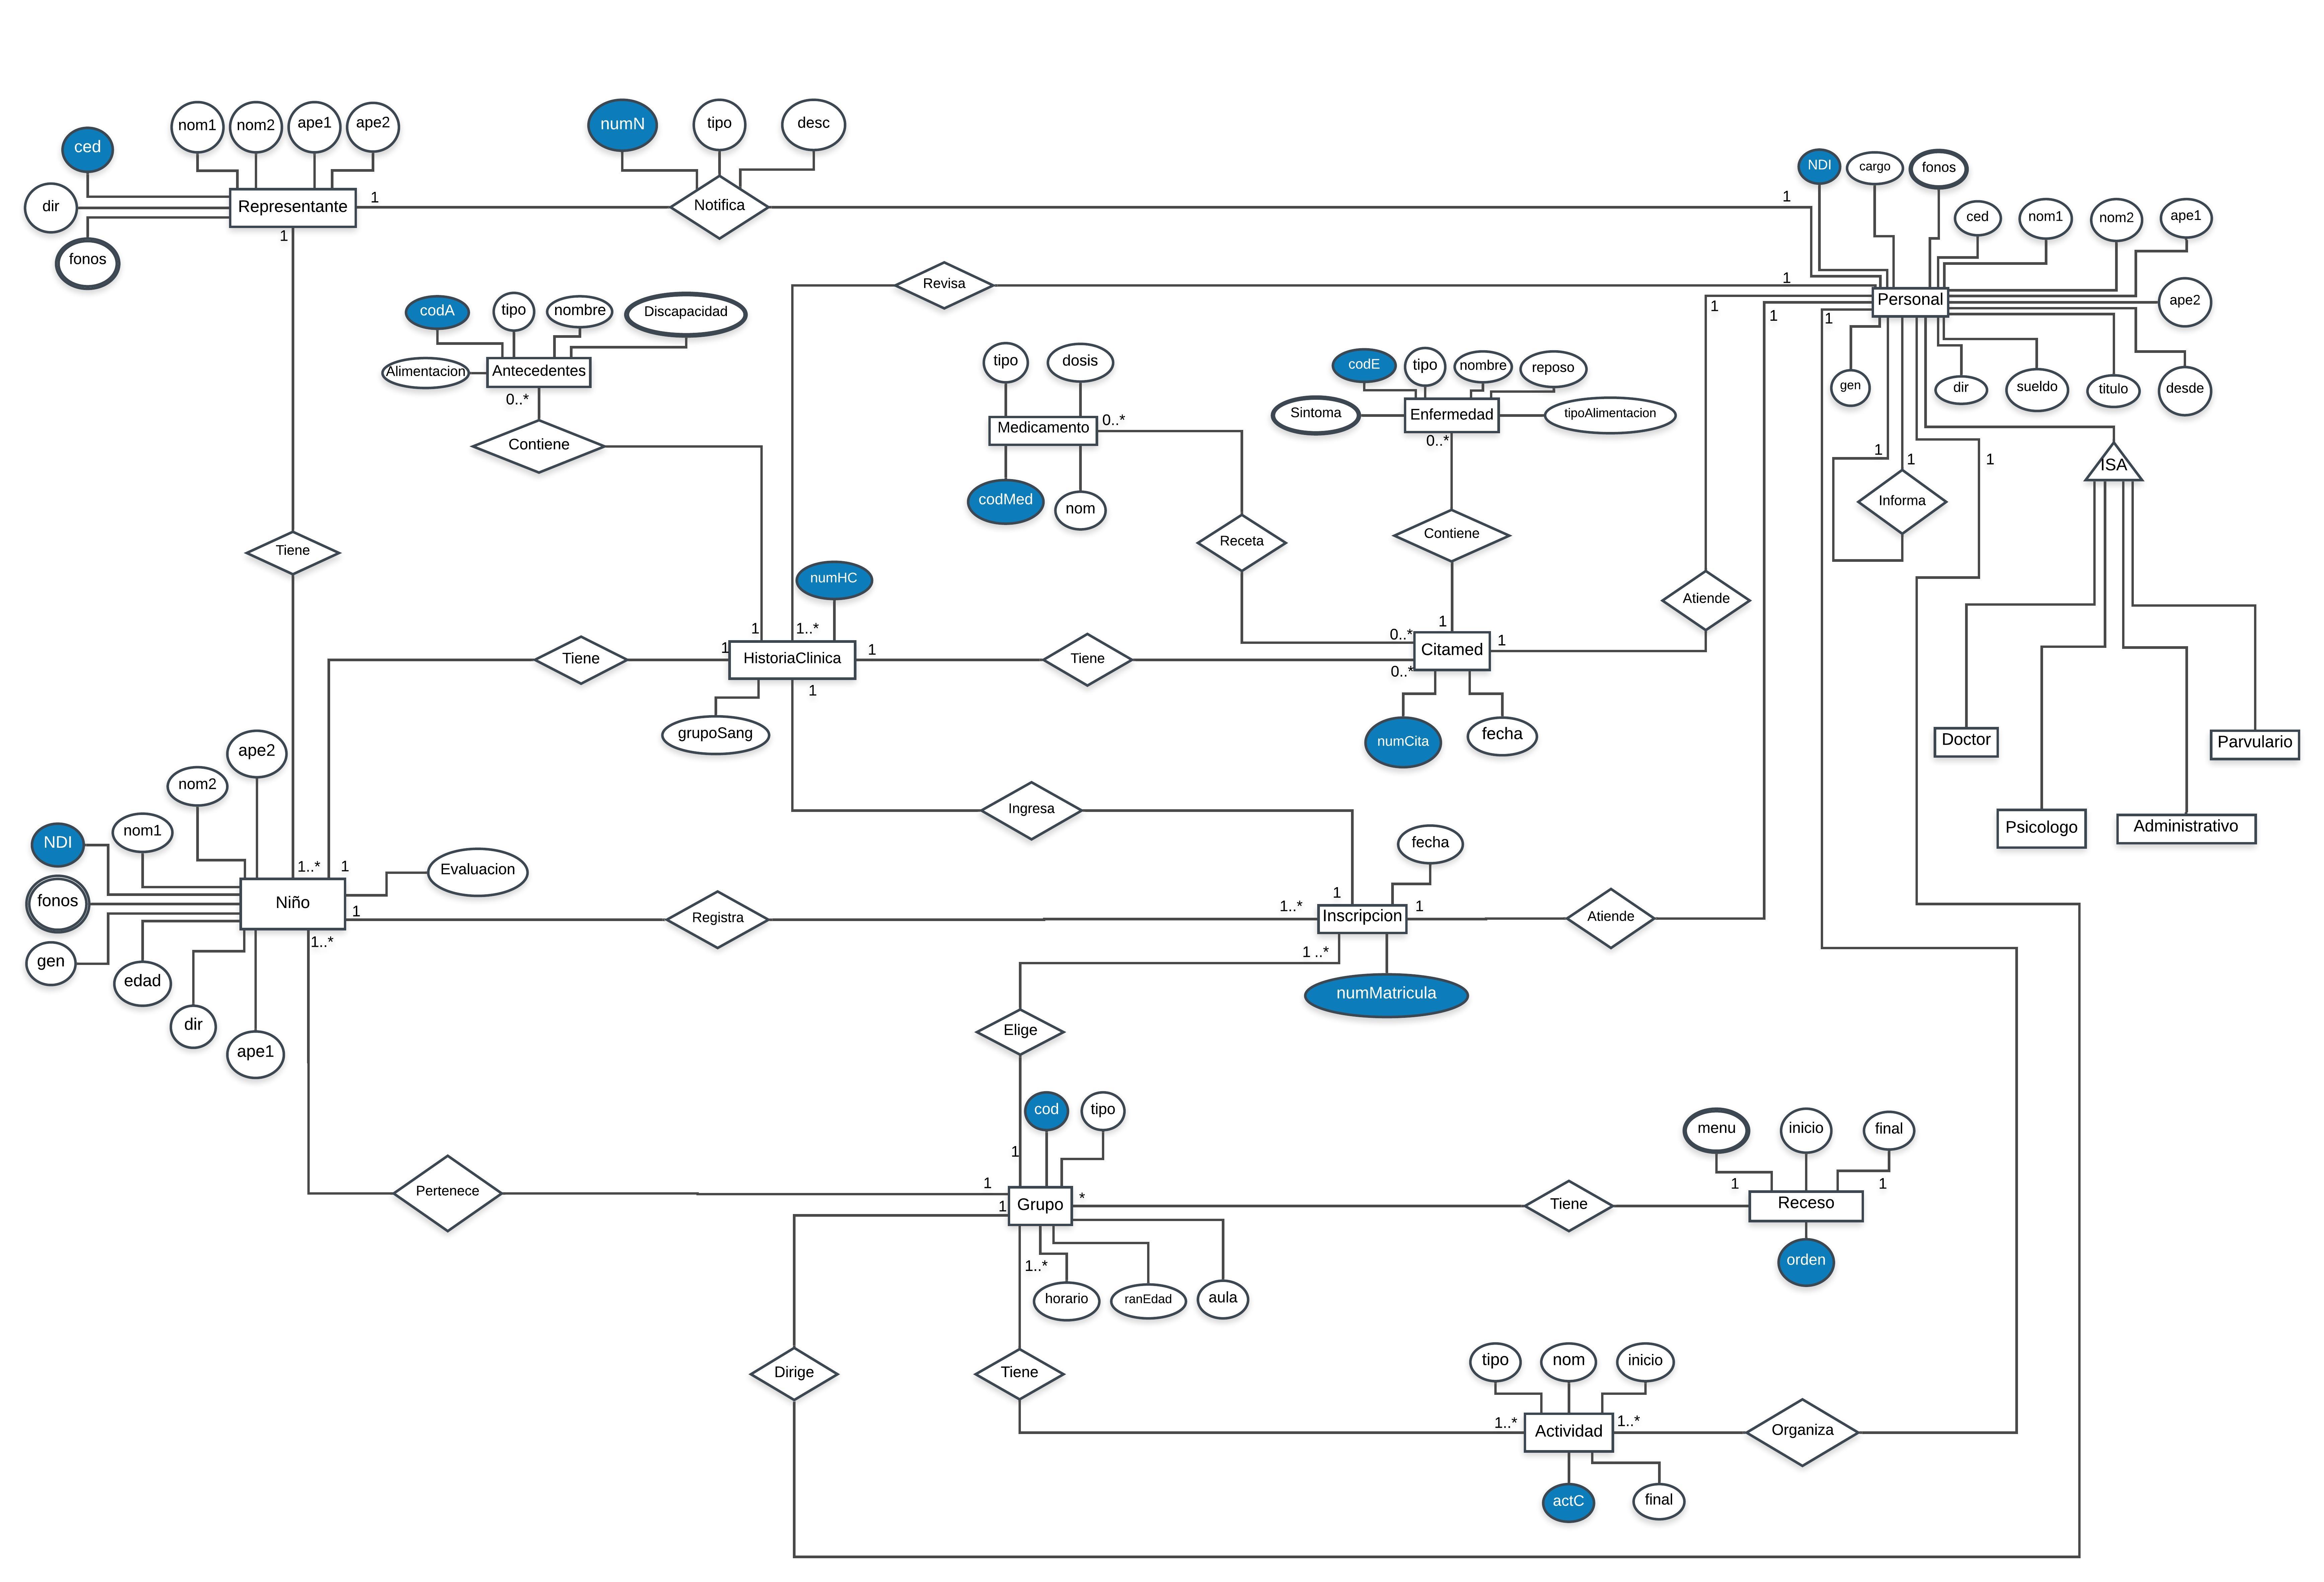 numN
tipo
desc
nom1
nom2
ape1
ape2
ced
dir
fonos
Representante
1
1
Notifica
1
NDI
cargo
fonos
ced
nom1
nom2
ape1
ape2
Personal
1
1
1
1
gen
dir
sueldo
titulo
desde
Revisa
codA
tipo
nombre
Discapacidad
Alimentacion
Antecedentes
0..*
Contiene
tipo
dosis
Medicamento
0..*
codMed
nom
codE
tipo
nombre
reposo
Sintoma
Enfermedad
tipoAlimentacion
0..*
Receta
Contiene
1
1
1
Informa
ISA
Tiene
Atiende
numHC
1
1..*
1
Tiene
HistoriaClinica
1
1
Tiene
1
0..*
0..*
Citamed
1
grupoSang
numCita
fecha
Doctor
Parvulario
Psicologo
Administrativo
Ingresa
ape2
nom2
nom1
NDI
fonos
gen
edad
dir
ape1
1..*
1
Niño
1
1..*
Evaluacion
Registra
fecha
1
1..*
Inscripcion
1
1 ..*
Atiende
numMatricula
Elige
cod
tipo
1
Pertenece
1
1
Grupo
*
1..*
horario
ranEdad
aula
Tiene
menu
inicio
final
1
1
Receso
orden
Dirige
Tiene
tipo
nom
inicio
1..*
Actividad
1..*
Organiza
actC
final